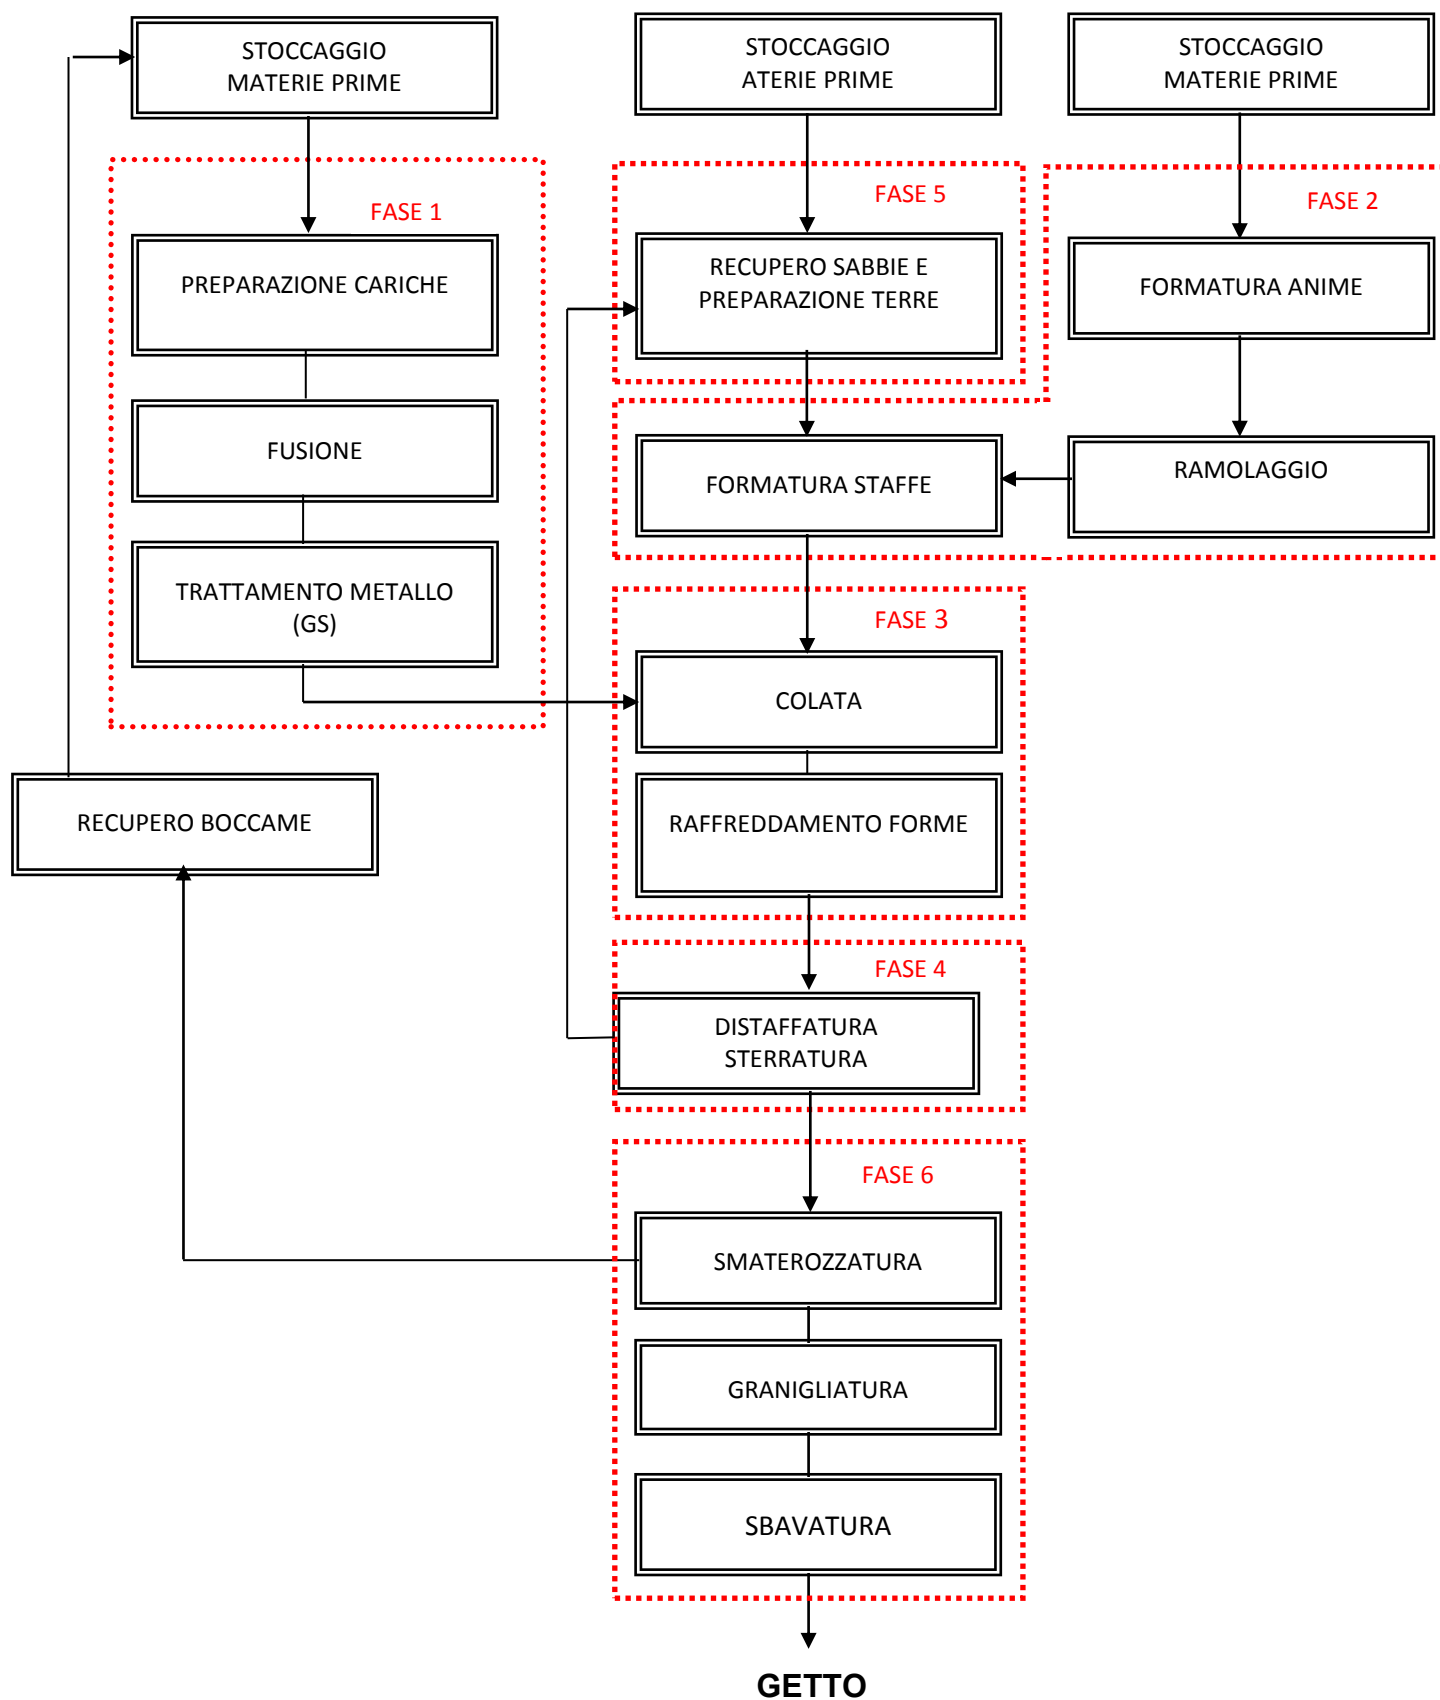 STOCCAGGIO
MATERIE PRIME
STOCCAGGIO
ATERIE PRIME
STOCCAGGIO
MATERIE PRIME
FASE 1
FASE 5
FASE 2
PREPARAZIONE CARICHE
RECUPERO SABBIE E
PREPARAZIONE TERRE
FORMATURA ANIME
FUSIONE
FORMATURA STAFFE
RAMOLAGGIO
TRATTAMENTO METALLO
(GS)
FASE 3
COLATA
RECUPERO BOCCAME
RAFFREDDAMENTO FORME
FASE 4
DISTAFFATURA
STERRATURA
FASE 6
SMATEROZZATURA
GRANIGLIATURA
SBAVATURA
GETTO